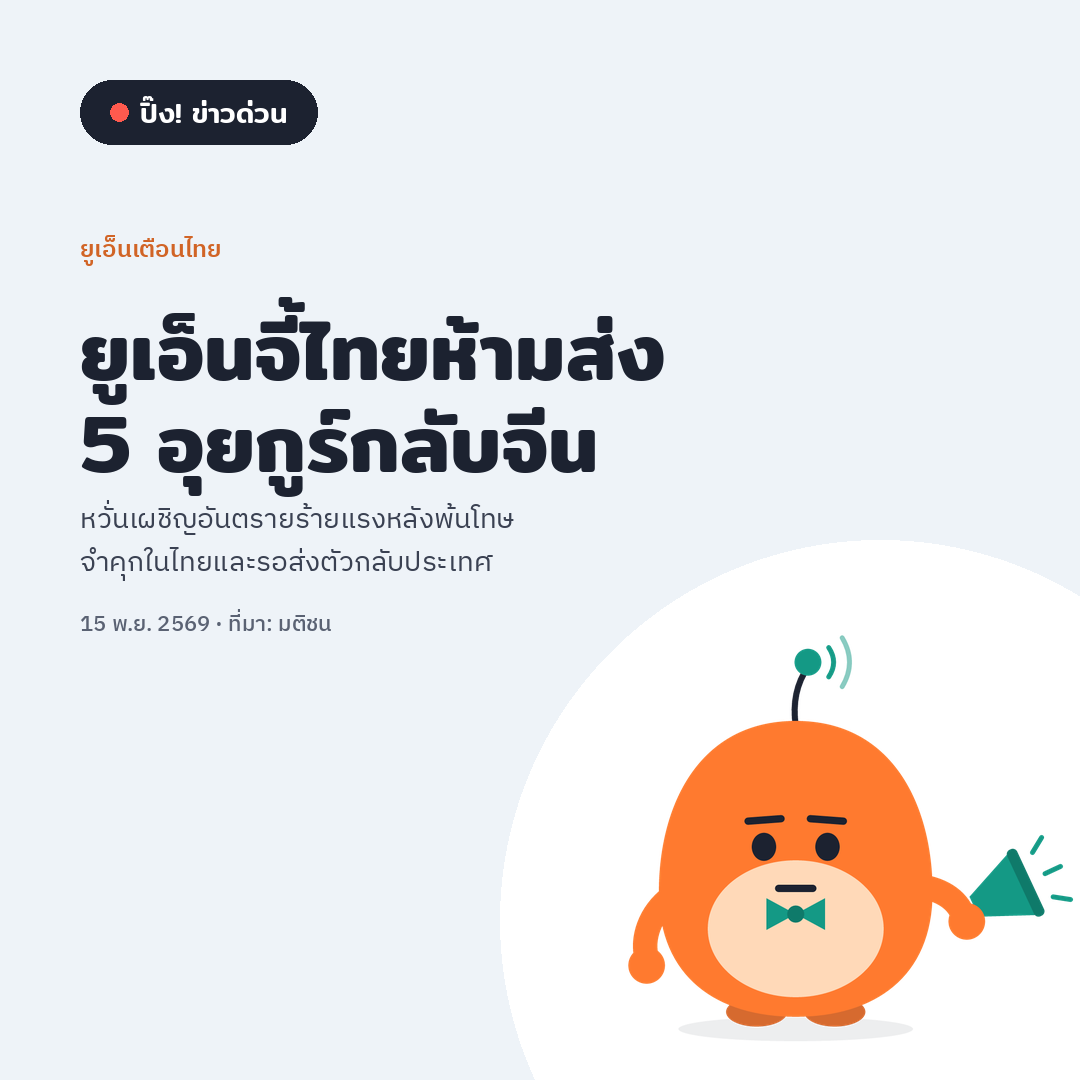 ปิ๊ง! ข่าวด่วน
ยูเอ็นเตือนไทย
ยูเอ็นจี้ไทยห้ามส่ง
5 อุยกูร์กลับจีน
หวั่นเผชิญอันตรายร้ายแรงหลังพ้นโทษ
จำคุกในไทยและรอส่งตัวกลับประเทศ
15 พ.ย. 2569 · ที่มา: มติชน